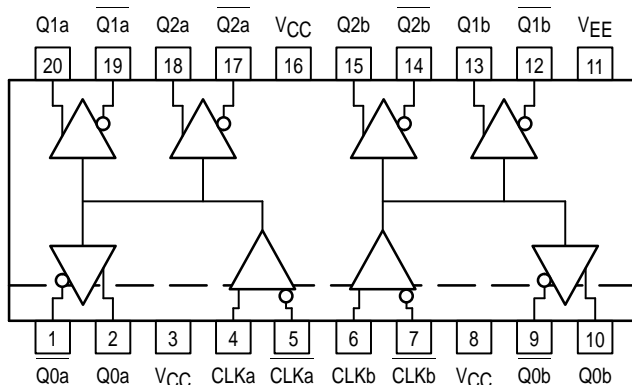 Q1a Q1a Q2a Q2a VCC Q2b Q2b Q1b Q1b VEE
20 19 18 17 16 15 14 13 12 11
1 2 3 4 5 6 7 8 9 10
Q0a Q0a VCC CLKa CLKa CLKb CLKb VCC Q0b Q0b